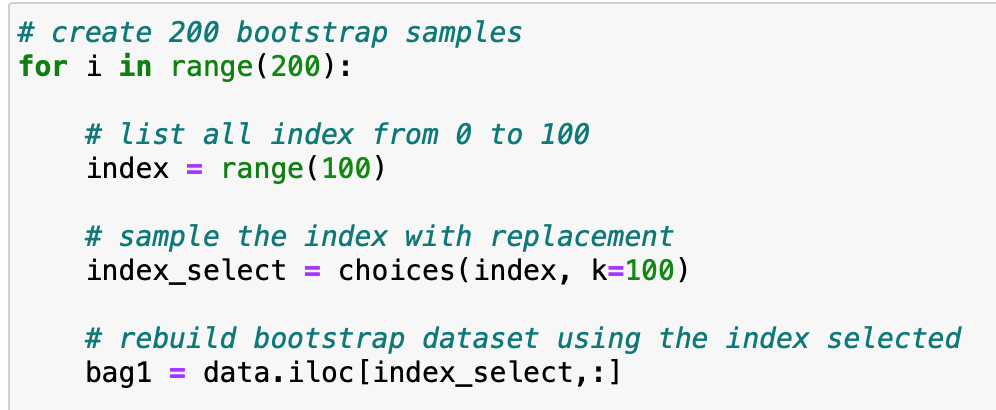 # create 200 bootstrap samples
for i in range(200):
    # list all index from 0 to 100
    index = range(100)
    # sample the index with replacement
    index_select = choices(index, k=100)
    # rebuild bootstrap dataset using the index selected
    bag1 = data.iloc[index_select,:]